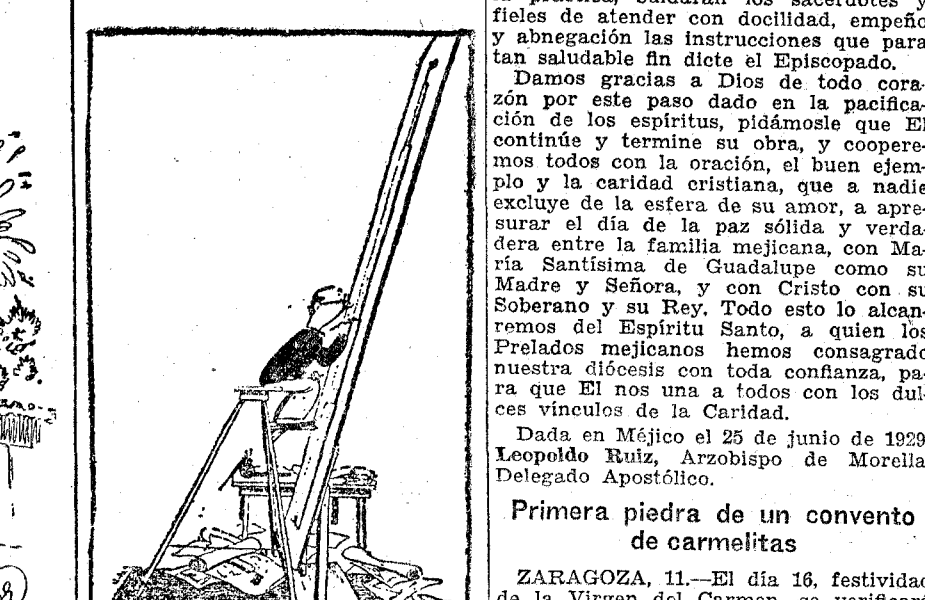 fieles de atender con docilidad, empeño
y abnegación las instrucciones que para
tan saludable fin dicte el Episcopado.
Damos gracias a Dios de todo cora-
zón por este paso dado en la pacifica-
ción de los espíritus, pidámosle que El
continúe y termine su obra, y coopere-
mos todos con la oración, el buen ejem-
plo y la caridad cristiana, que a nadie
excluye de la esfera de su amor, a apre-
surar el día de la paz sólida y verda-
dera entre la familia mejicana, con Ma-
ría Santísima de Guadalupe como su
Madre y Señora, y con Cristo con su
Soberano y su Rey. Todo esto lo alcan-
remos del Espíritu Santo, a quien los
Prelados mejicanos hemos consagrado
nuestra diócesis con toda confianza, pa-
ra que El nos una a todos con los dul-
ces vínculos de la Caridad.
Dada en Méjico el 25 de junio de 1929
Leopoldo Ruiz, Arzobispo de Morella
Delegado Apostólico.
Primera piedra de un convento
de carmelitas
ZARAGOZA, 11.—El día 16, festividad
de la Virgen del Carmen, se verificará